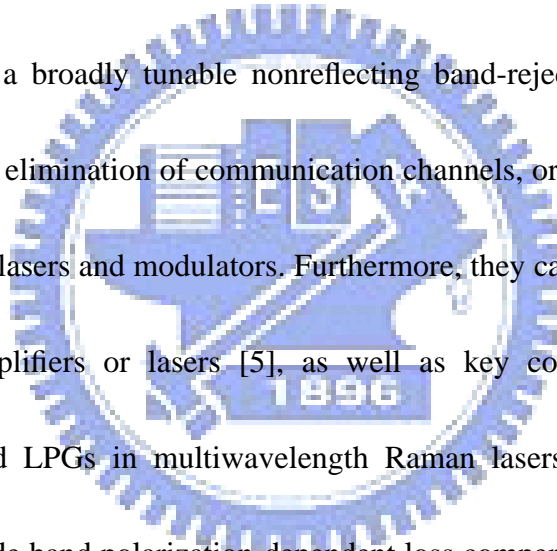 a broadly tunable nonreflecting band-rejec
elimination of communication channels, or
lasers and modulators. Furthermore, they ca
plifiers or lasers [5], as well as key co
1896
d LPGs in multiwavelength Raman lasers
de band polarization-dependent loss compen